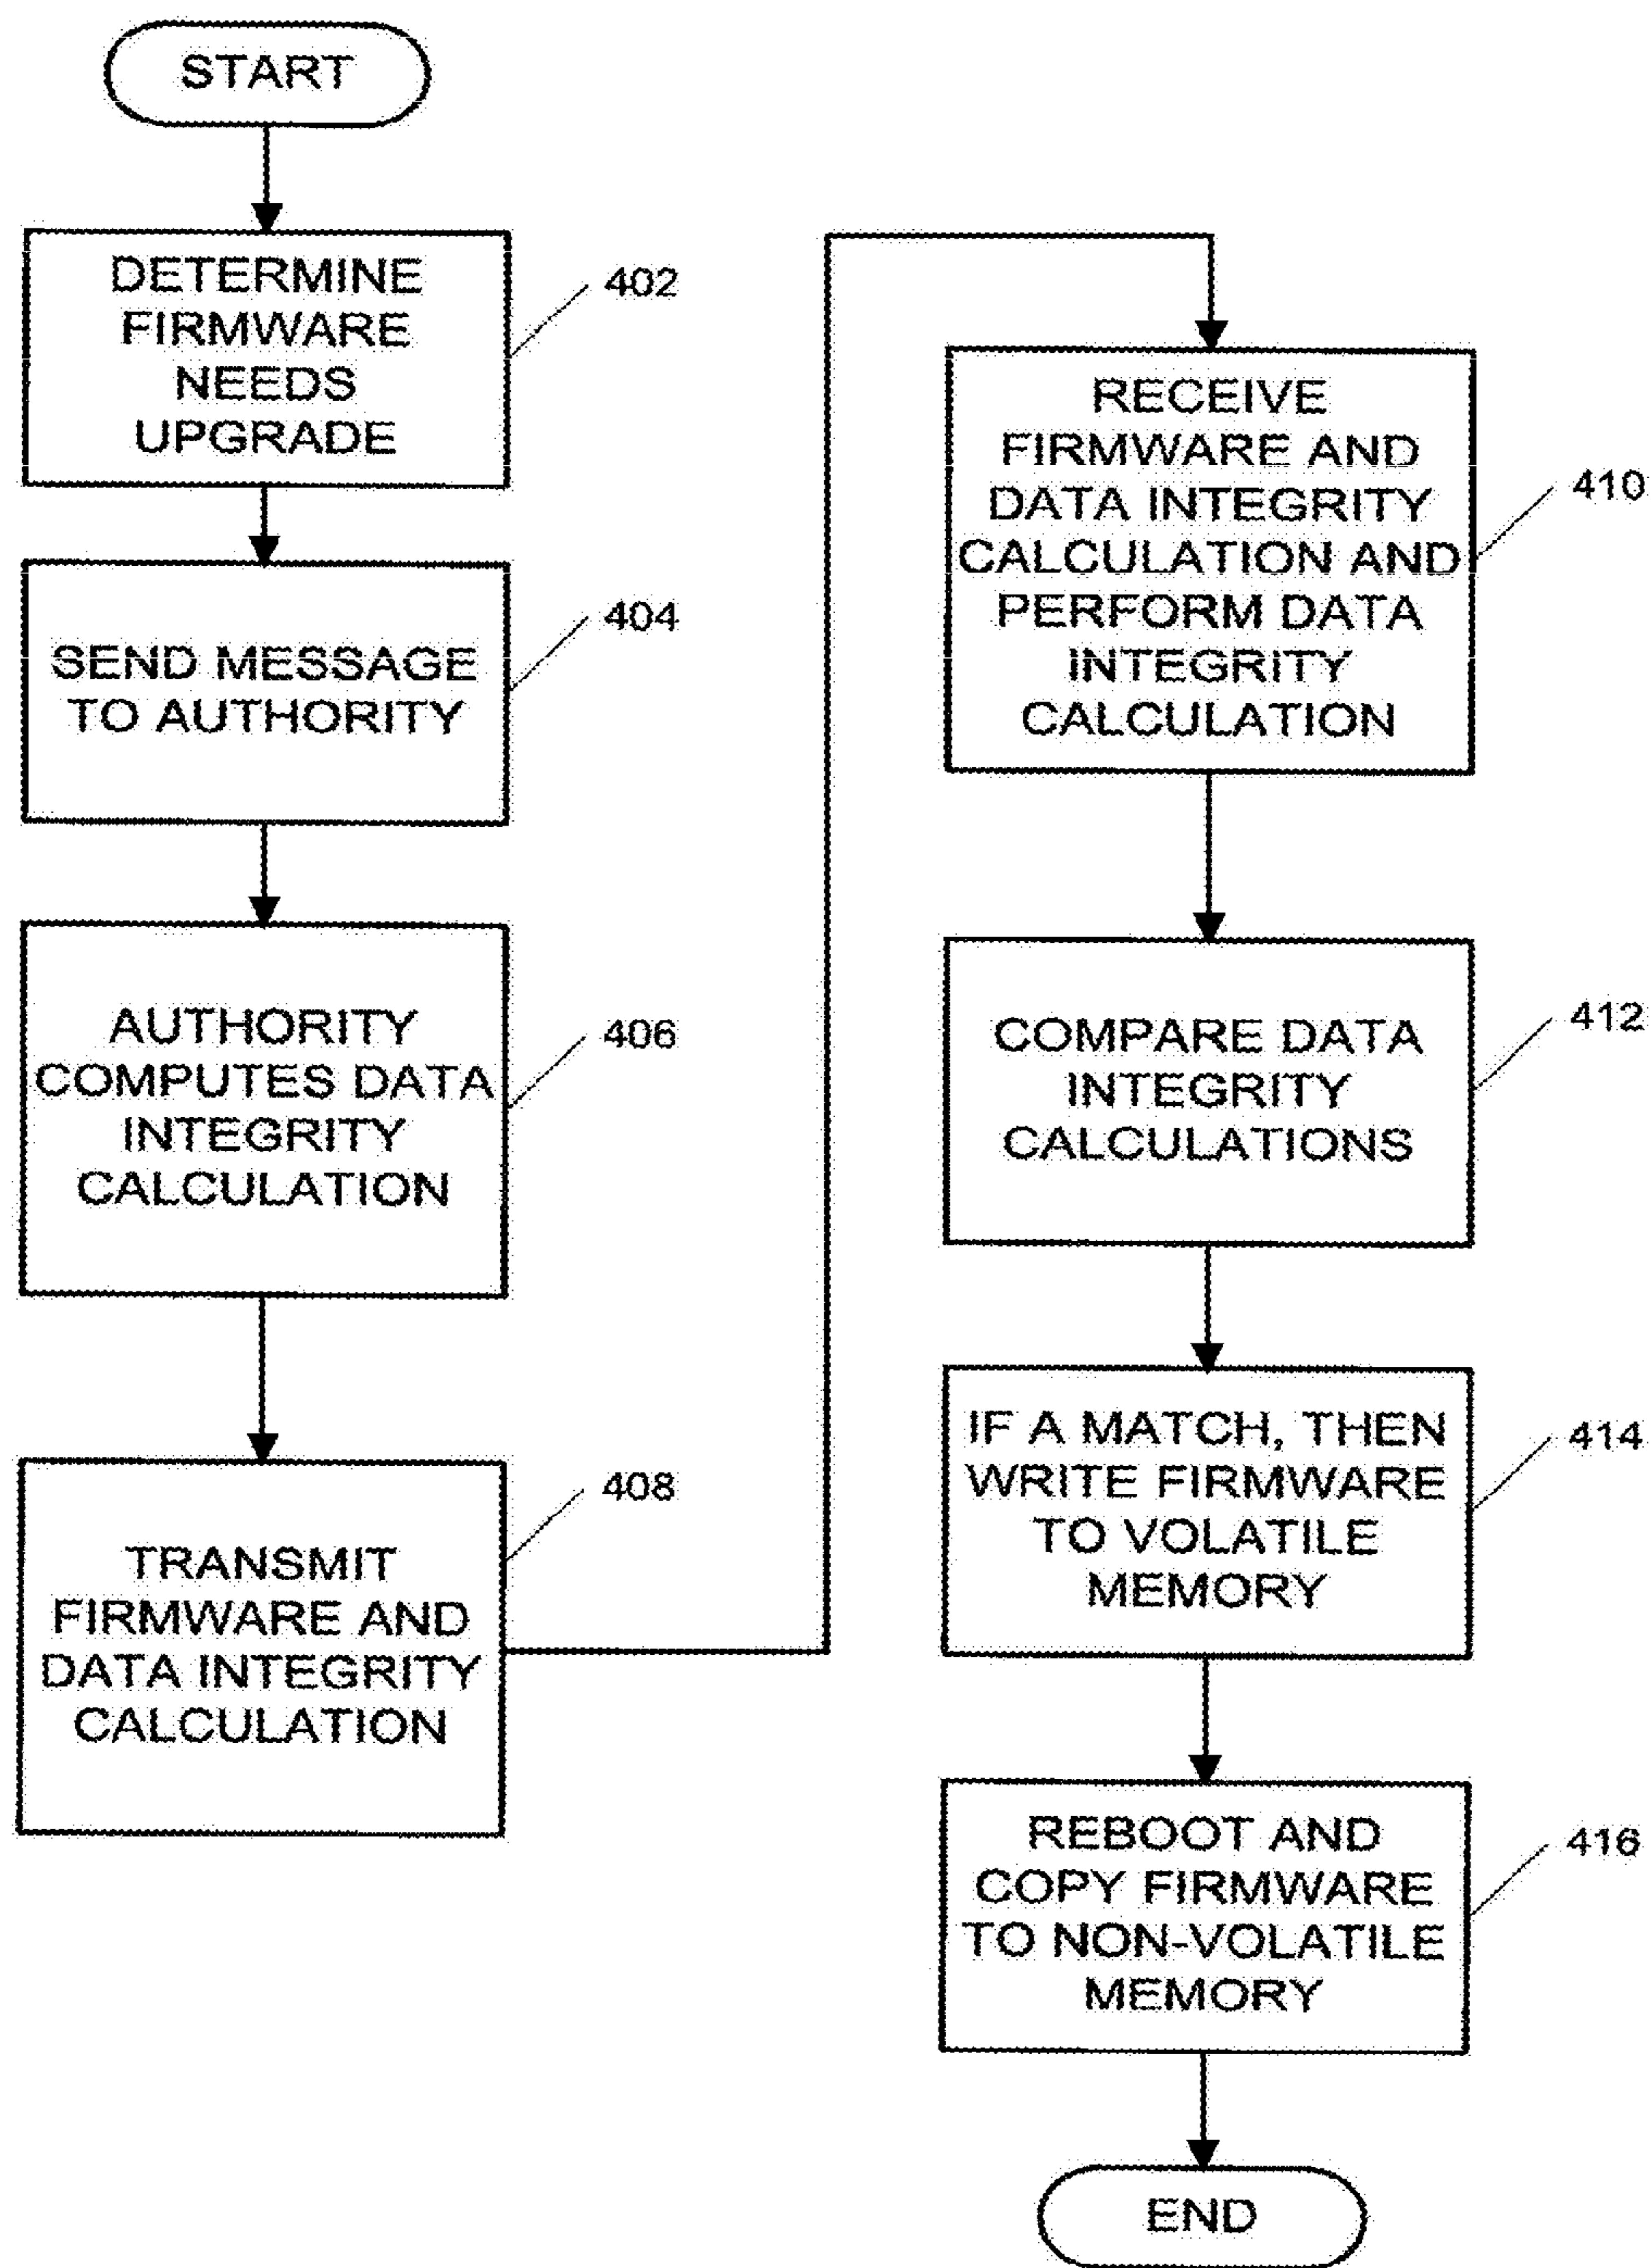 START
DETERMINE
FIRMWARE
NEEDS
UPGRADE
402
SEND MESSAGE
TO AUTHORITY
404
AUTHORITY
COMPUTES DATA
INTEGRITY
CALCULATION
406
TRANSMIT
FIRMWARE AND
DATA INTEGRITY
CALCULATION
408
RECEIVE
FIRMWARE AND
DATA INTEGRITY
CALCULATION AND
PERFORM DATA
INTEGRITY
CALCULATION
410
COMPARE DATA
INTEGRITY
CALCULATIONS
412
IF A MATCH, THEN
WRITE FIRMWARE
TO VOLATILE
MEMORY
414
REBOOT AND
COPY FIRMWARE
TO NON-VOLATILE
MEMORY
416
END